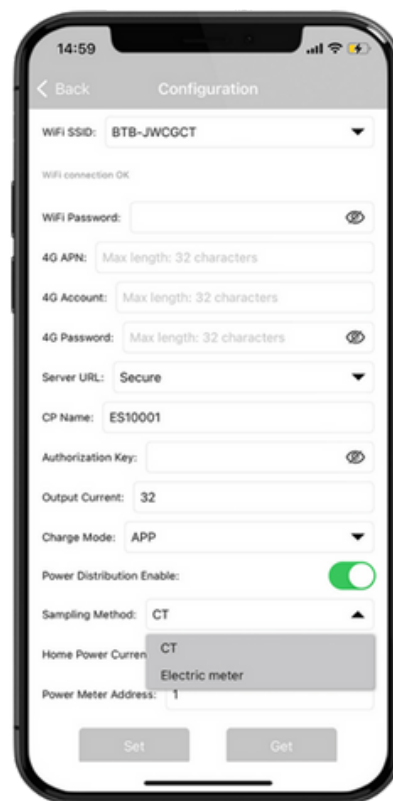 14:59
Back Configuration
WiFi SSID: BTB-JWCGCT
WiFi connection OK
WiFi Password:
4G APN: Max length: 32 characters
4G Account: Max length: 32 characters
4G Password: Max length: 32 characters
Server URL: Secure
CP Name: ES10001
Authorization Key:
Output Current: 32
Charge Mode: APP
Power Distribution Enable:
Sampling Method: CT
Home Power Curren
CT
Electric meter
Power Meter Address: 1
Set Get